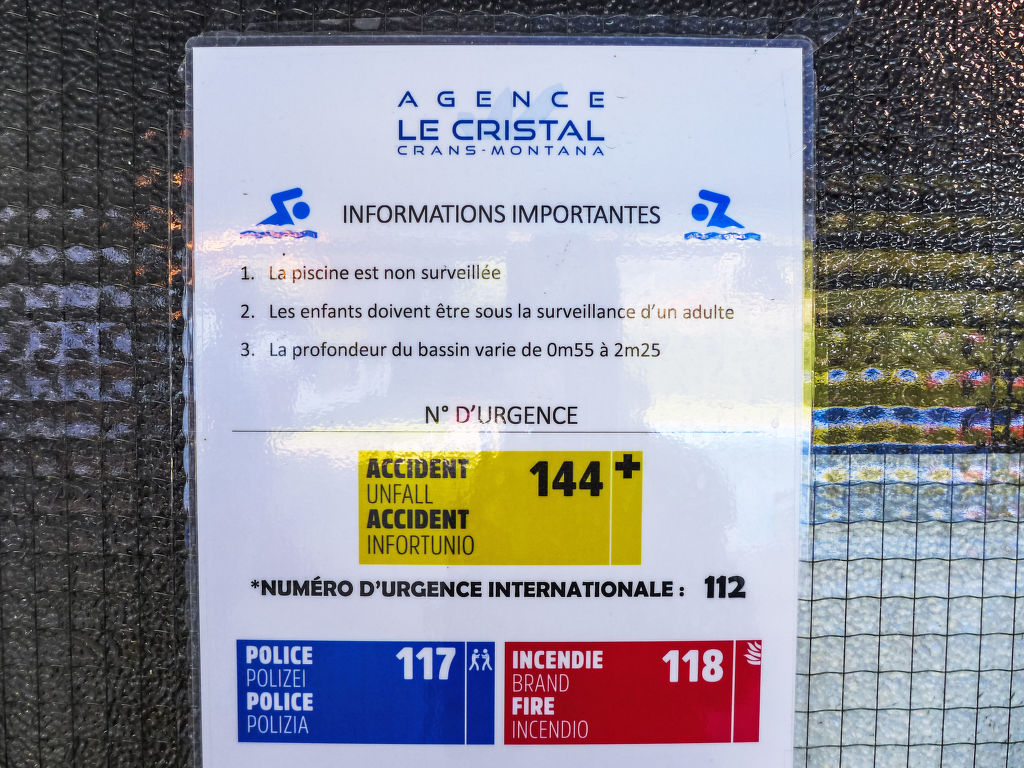 AGENCE
LE CRISTAL
CRANS-MONTANA
INFORMATIONS IMPORTANTES
1. La piscine est non surveillée
2. Les enfants doivent être sous la surveillance d'un adulte
3. La profondeur du bassin varie de 0m55 à 2m25
N° D'URGENCE
ACCIDENT 144
UNFALL
ACCIDENT
INFORTUNIO
*NUMÉRO D'URGENCE INTERNATIONALE : 112
POLICE 117
POLIZEI
POLICE
POLIZIA
INCENDIE 118
BRAND
FIRE
INCENDIO